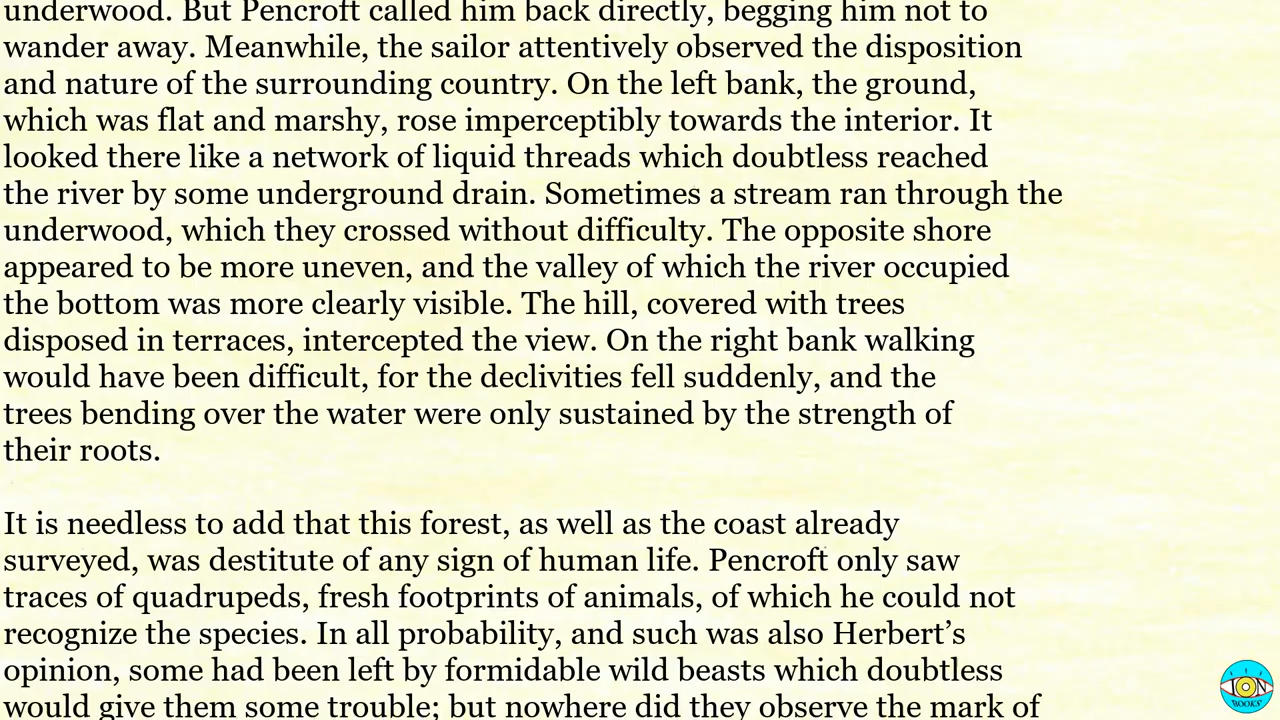 underwood. But Pencroft called him back directly, begging him not to
wander away. Meanwhile, the sailor attentively observed the disposition
and nature of the surrounding country. On the left bank, the ground,
which was flat and marshy, rose imperceptibly towards the interior. It
looked there like a network of liquid threads which doubtless reached
the river by some underground drain. Sometimes a stream ran through the
underwood, which they crossed without difficulty. The opposite shore
appeared to be more uneven, and the valley of which the river occupied
the bottom was more clearly visible. The hill, covered with trees
disposed in terraces, intercepted the view. On the right bank walking
would have been difficult, for the declivities fell suddenly, and the
trees bending over the water were only sustained by the strength of
their roots.
It is needless to add that this forest, as well as the coast already
surveyed, was destitute of any sign of human life. Pencroft only saw
traces of quadrupeds, fresh footprints of animals, of which he could not
recognize the species. In all probability, and such was also Herbert’s
opinion, some had been left by formidable wild beasts which doubtless
would give them some trouble; but nowhere did they observe the mark of
ION
BOOKS